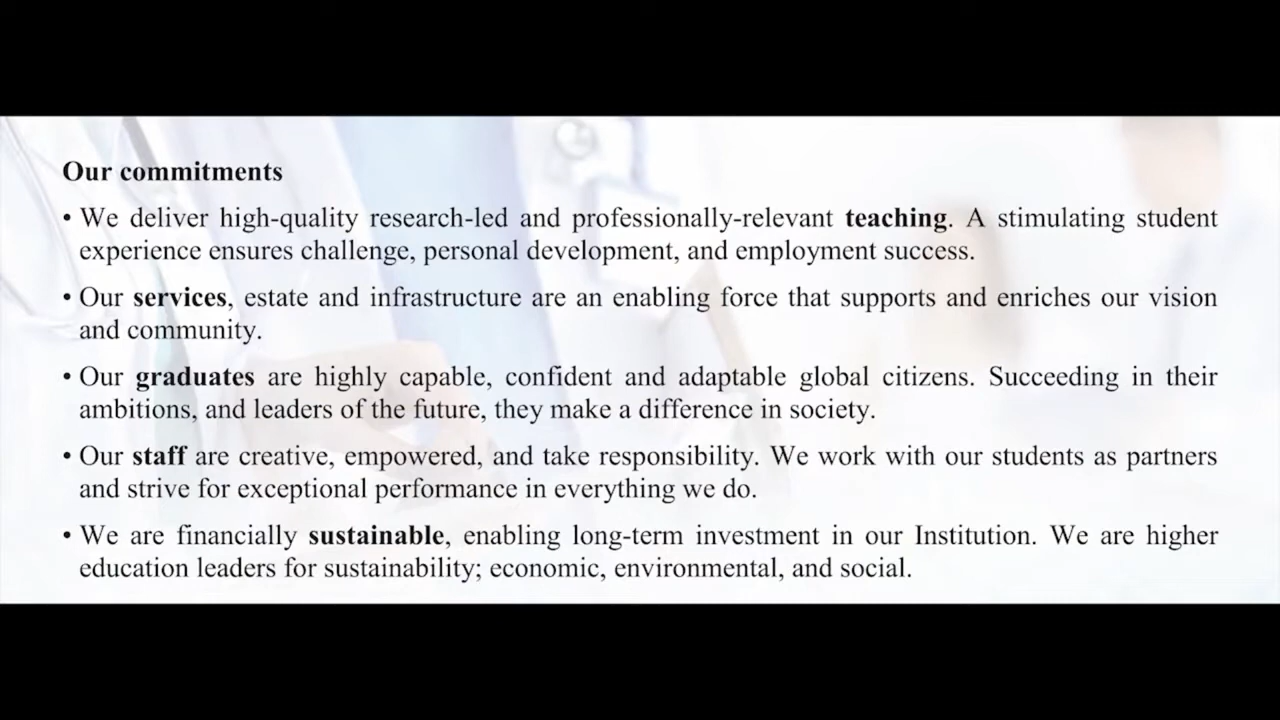 Our commitments
• We deliver high-quality research-led and professionally-relevant teaching. A stimulating student
experience ensures challenge, personal development, and employment success.
• Our services, estate and infrastructure are an enabling force that supports and enriches our vision
and community.
• Our graduates are highly capable, confident and adaptable global citizens. Succeeding in their
ambitions, and leaders of the future, they make a difference in society.
• Our staff are creative, empowered, and take responsibility. We work with our students as partners
and strive for exceptional performance in everything we do.
• We are financially sustainable, enabling long-term investment in our Institution. We are higher
education leaders for sustainability; economic, environmental, and social.